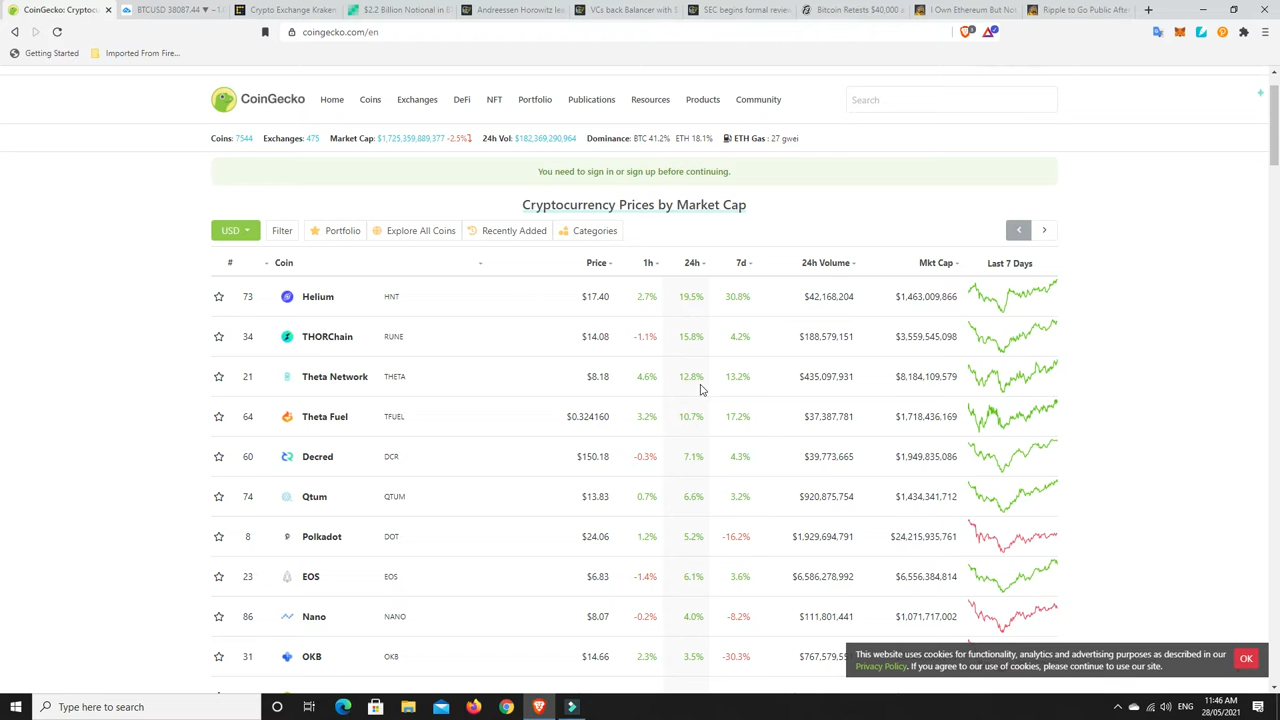 CoinGecko: Cryptoc
BTCUSD 38087.44 ▼ −1.
Crypto Exchange Kraken
$2.2 Billion Notional in B
Andreessen Horowitz lea
VCs back Balancer with $
SEC begins formal review
Bitcoin Retests $40,000 a
I Own Ethereum But Not
Ripple to Go Public After
coingecko.com/en
Getting Started
Imported From Fire...
CoinGecko
Home
Coins
Exchanges
DeFi
NFT
Portfolio
Publications
Resources
Products
Community
Search
Coins: 7544 Exchanges: 475 Market Cap: $1,725,359,889,377 -2.5% 24h Vol: $182,369,290,964 Dominance: BTC 41.2% ETH 18.1% ETH Gas : 27 gwei
You need to sign in or sign up before continuing.
Cryptocurrency Prices by Market Cap
USD
Filter
Portfolio
Explore All Coins
Recently Added
Categories
# Coin Price 1h 24h 7d 24h Volume Mkt Cap Last 7 Days
73 Helium HNT $17.40 2.7% 19.5% 30.8% $42,168,204 $1,463,009,866
34 THORChain RUNE $14.08 -1.1% 15.8% 4.2% $188,579,151 $3,559,545,098
21 Theta Network THETA $8.18 4.6% 12.8% 13.2% $435,097,931 $8,184,109,579
64 Theta Fuel TFUEL $0.324160 3.2% 10.7% 17.2% $37,387,781 $1,718,436,169
60 Decred DCR $150.18 -0.3% 7.1% 4.3% $39,773,665 $1,949,835,086
74 Qtum QTUM $13.83 0.7% 6.6% 3.2% $920,875,754 $1,434,341,712
8 Polkadot DOT $24.06 1.2% 5.2% -16.2% $1,929,694,791 $24,215,935,761
23 EOS EOS $6.83 -1.4% 6.1% 3.6% $6,586,278,992 $6,556,384,814
86 Nano NANO $8.07 -0.2% 4.0% -8.2% $111,801,441 $1,071,717,002
31 OKB OKB $14.66 2.3% 3.5% -30.3%
This website uses cookies for functionality, analytics and advertising purposes as described in our
Privacy Policy. If you agree to our use of cookies, please continue to use our site.
OK
Type here to search
ENG
11:46 AM
28/05/2021